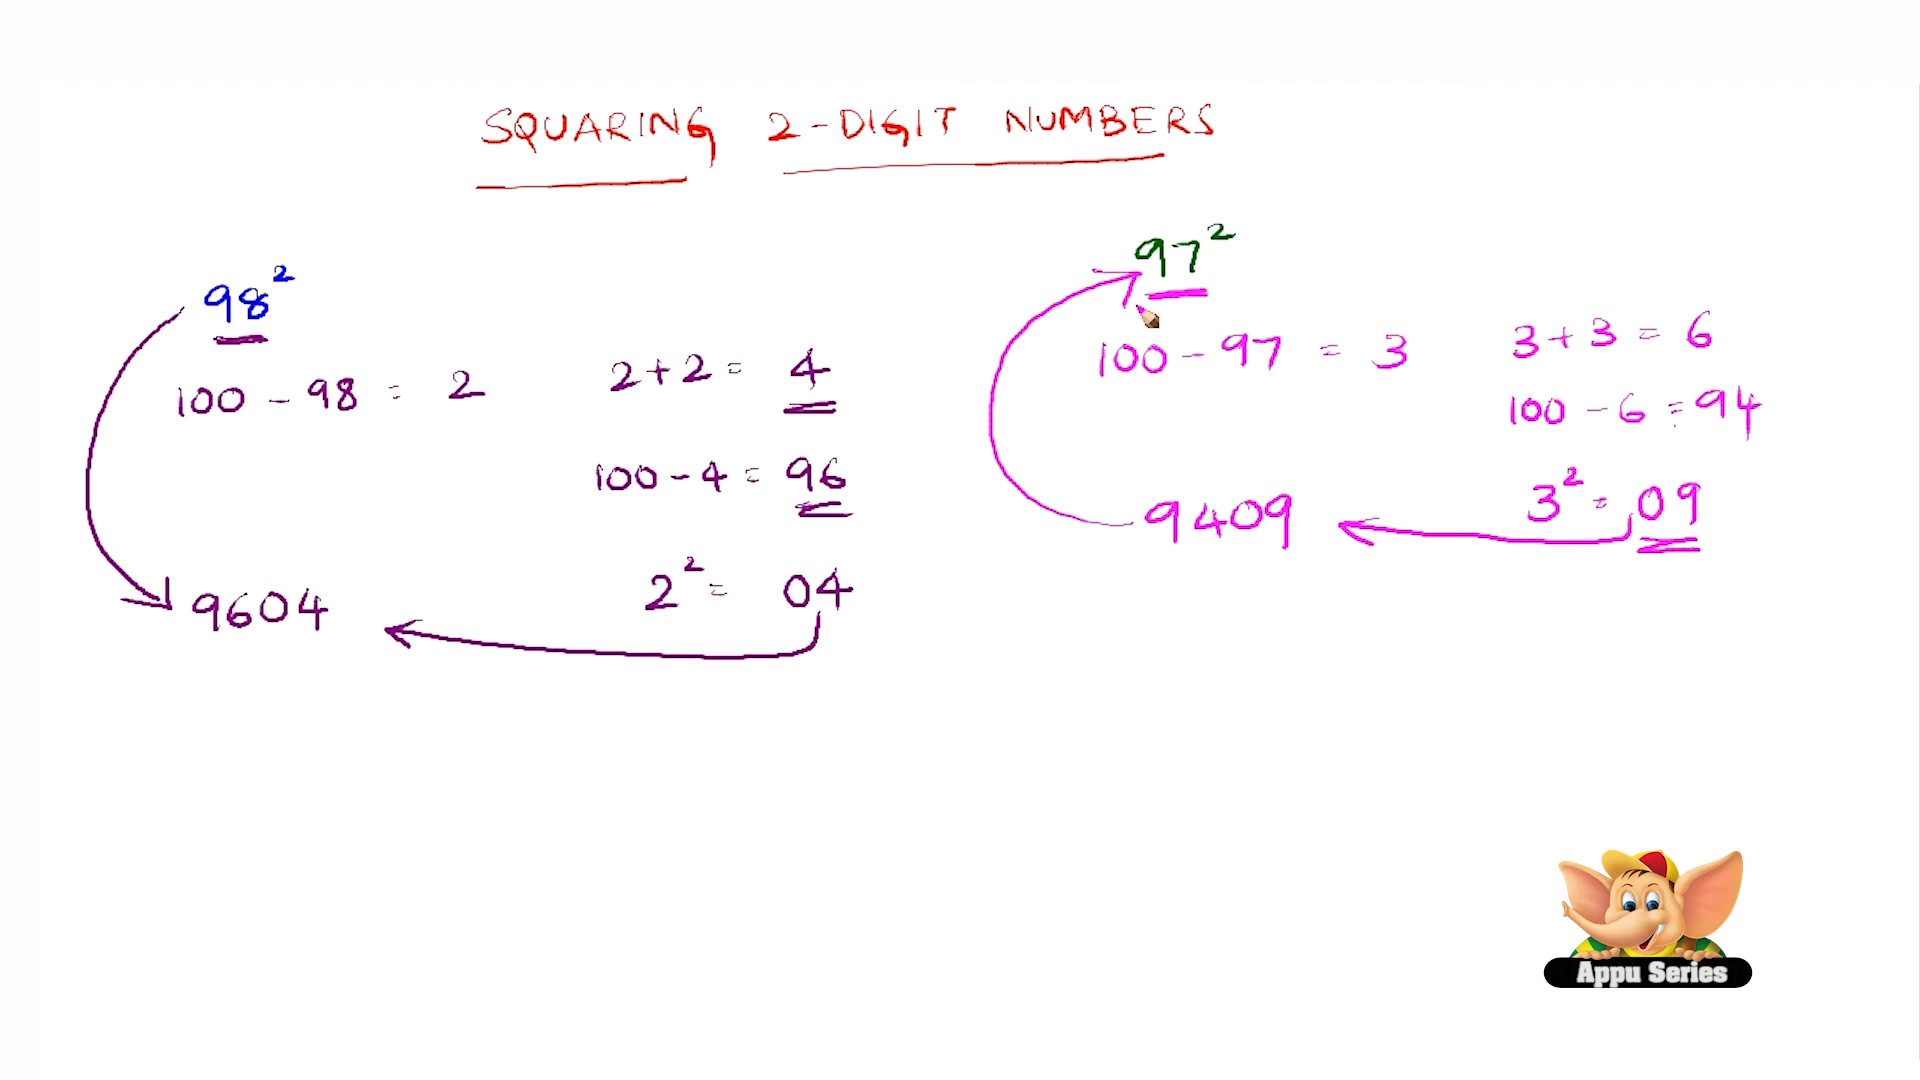 SQUARING 2-DIGIT NUMBERS
98²
100 - 98 = 2
2 + 2 = 4
100 - 4 = 96
2² = 04
9604
97²
100 - 97 = 3
3 + 3 = 6
100 - 6 = 94
3² = 09
9409
Appu Series